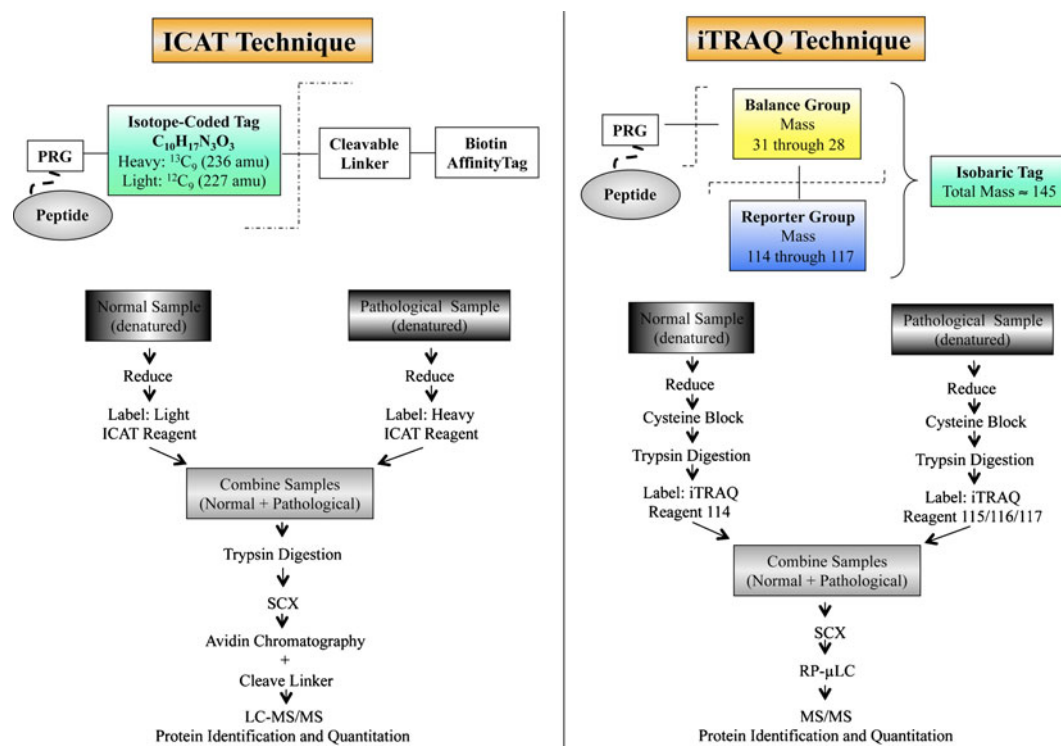 ICAT Technique
PRG
Peptide
Isotope-Coded Tag
C₁₀H₁₇N₃O₃
Heavy: ¹³C₉ (236 amu)
Light: ¹²C₉ (227 amu)
Cleavable
Linker
Biotin
AffinityTag
Normal Sample
(denatured)
Reduce
Label: Light
ICAT Reagent
Pathological Sample
(denatured)
Reduce
Label: Heavy
ICAT Reagent
Combine Samples
(Normal + Pathological)
Trypsin Digestion
SCX
Avidin Chromatography
+
Cleave Linker
LC-MS/MS
Protein Identification and Quantitation
iTRAQ Technique
PRG
Peptide
Balance Group
Mass
31 through 28
Reporter Group
Mass
114 through 117
Isobaric Tag
Total Mass ≈ 145
Normal Sample
(denatured)
Reduce
Cysteine Block
Trypsin Digestion
Label: iTRAQ
Reagent 114
Pathological Sample
(denatured)
Reduce
Cysteine Block
Trypsin Digestion
Label: iTRAQ
Reagent 115/116/117
Combine Samples
(Normal + Pathological)
SCX
RP-µLC
MS/MS
Protein Identification and Quantitation